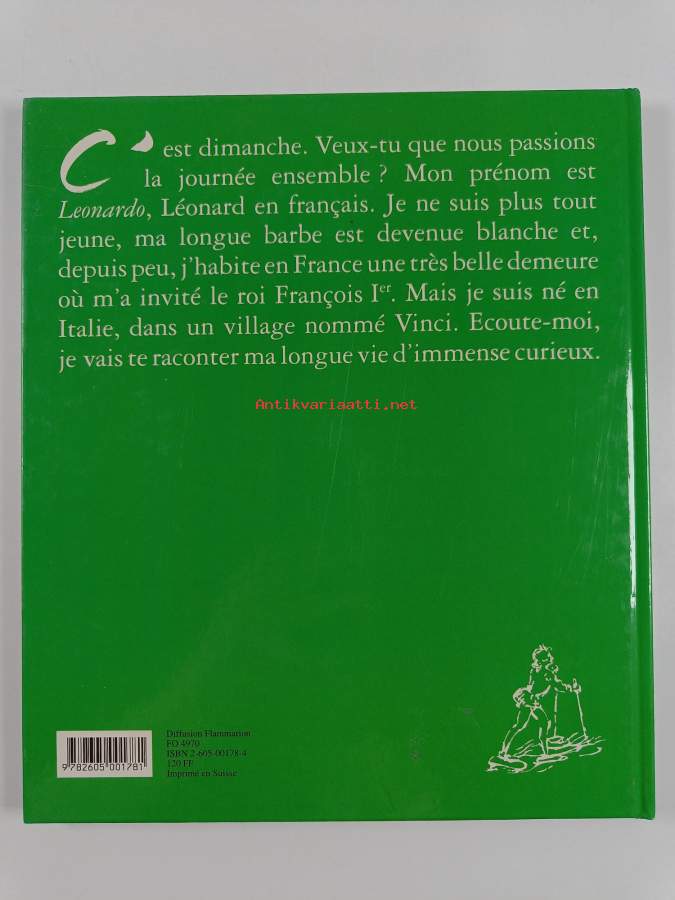 C'est dimanche. Veux-tu que nous passions
la journée ensemble ? Mon prénom est
Leonardo, Léonard en français. Je ne suis plus tout
jeune, ma longue barbe est devenue blanche et,
depuis peu, j'habite en France une très belle demeure
où m'a invité le roi François Ier. Mais je suis né en
Italie, dans un village nommé Vinci. Ecoute-moi,
je vais te raconter ma longue vie d'immense curieux.
Antikvariaatti.net
Diffusion Flammarion
FO 4970
ISBN 2-605-00178-4
120 FF
Imprimé en Suisse
9 782605 001781